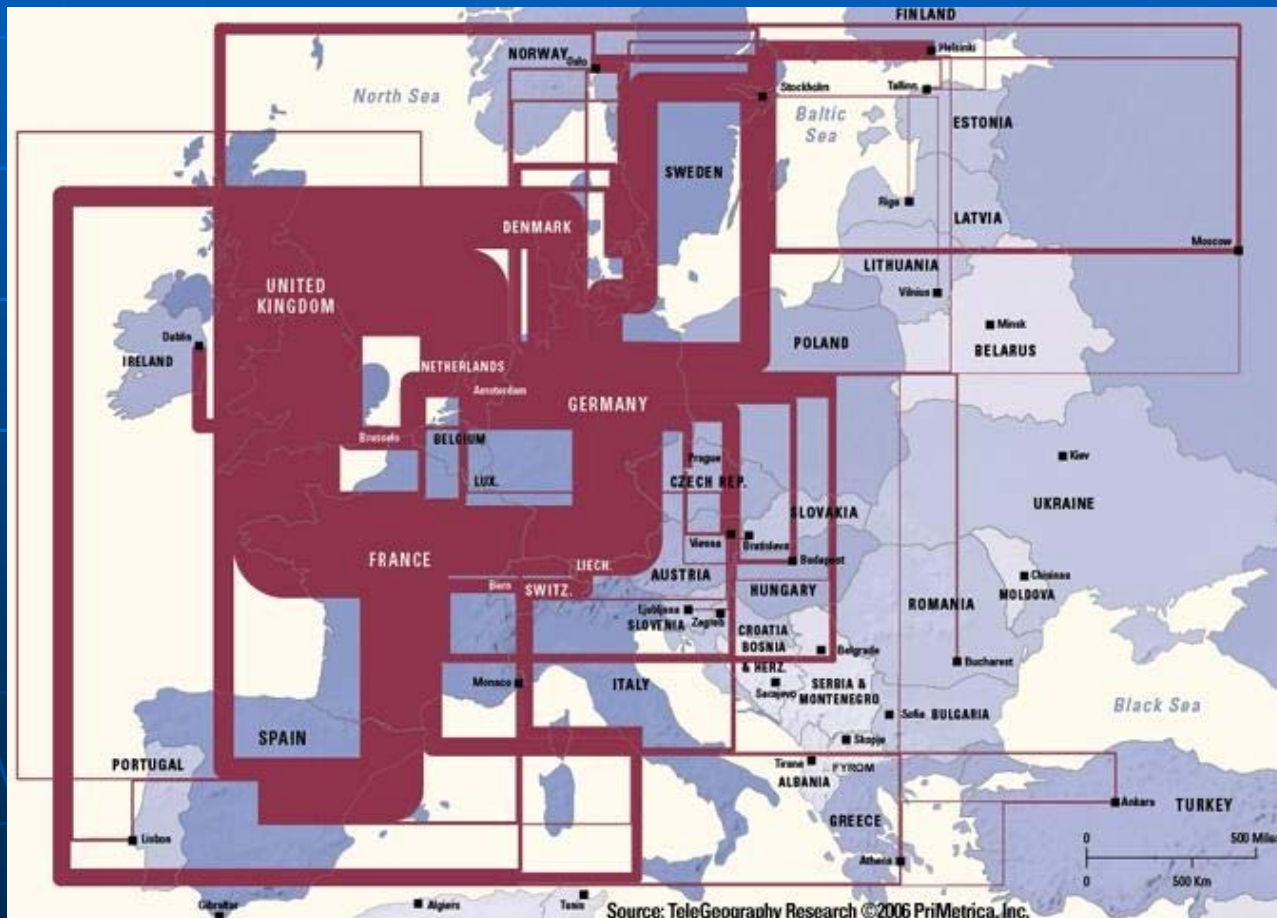 FINLAND
Helsinki
NORWAY
Oslo
North Sea
Stockholm
Tallinn
Baltic
Sea
ESTONIA
SWEDEN
Riga
LATVIA
DENMARK
Moscow
LITHUANIA
Vilnius
UNITED
KINGDOM
Minsk
BELARUS
Dublin
IRELAND
POLAND
NETHERLANDS
Amsterdam
GERMANY
Brussels
BELGIUM
Prague
Kiev
LUX.
CZECH REP.
UKRAINE
SLOVAKIA
Vienna
Bratislava
FRANCE
LIECH.
Budapest
AUSTRIA
Chisinau
MOLDOVA
Bern
SWITZ.
HUNGARY
ROMANIA
Ljubljana
SLOVENIA
Zagreb
CROATIA
BOSNIA
& HERZ.
Belgrade
Bucharest
Monaco
ITALY
Sarajevo
SERBIA &
MONTENEGRO
Black Sea
Sofia
BULGARIA
SPAIN
Skopje
PORTUGAL
Tirane
ALBANIA
FYROM
Ankara
TURKEY
GREECE
Lisbon
0
500 Miles
Athens
0
500 Km
Gibraltar
Algiers
Tunis
Source: TeleGeography Research ©2006 PriMetrica, Inc.